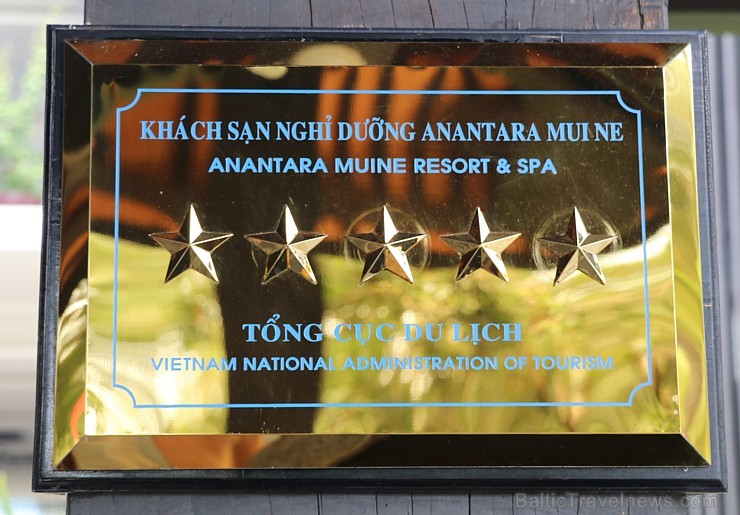 KHÁCH SẠN NGHỈ DƯỠNG ANANTARA MUI NE
ANANTARA MUINE RESORT & SPA
TỔNG CỤC DU LỊCH
VIETNAM NATIONAL ADMINISTRATION OF TOURISM
BalticTravelnews.com